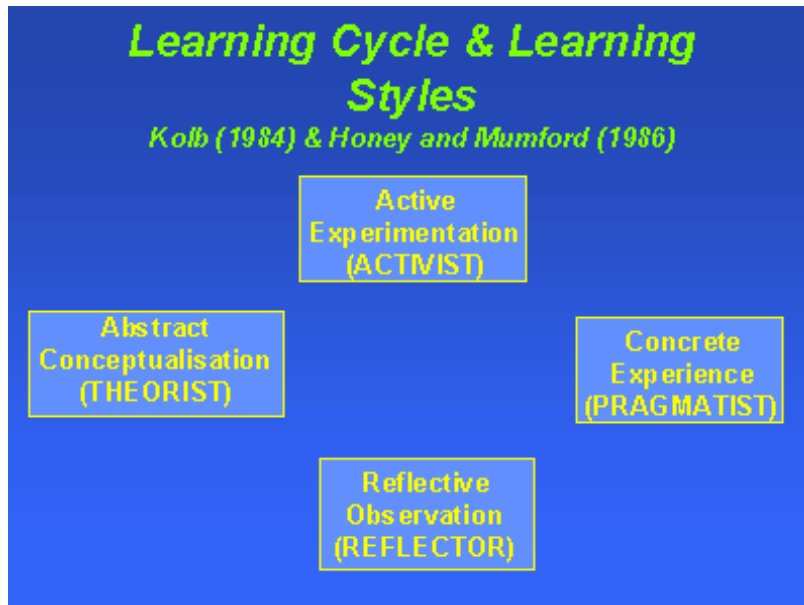 Learning Cycle & Learning
Styles
Kolb (1984) & Honey and Mumford (1986)
Active
Experimentation
(ACTIVIST)
Abstract
Conceptualisation
(THEORIST)
Concrete
Experience
(PRAGMATIST)
Reflective
Observation
(REFLECTOR)